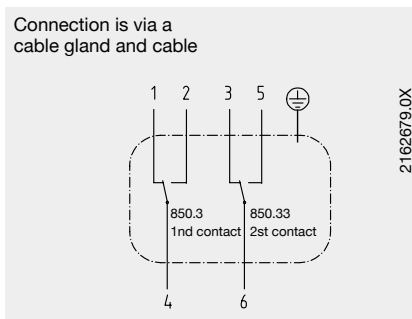 Connection is via a
cable gland and cable
1 2 3 5
850.3 850.33
1nd contact 2st contact
4 6
2162679.0X